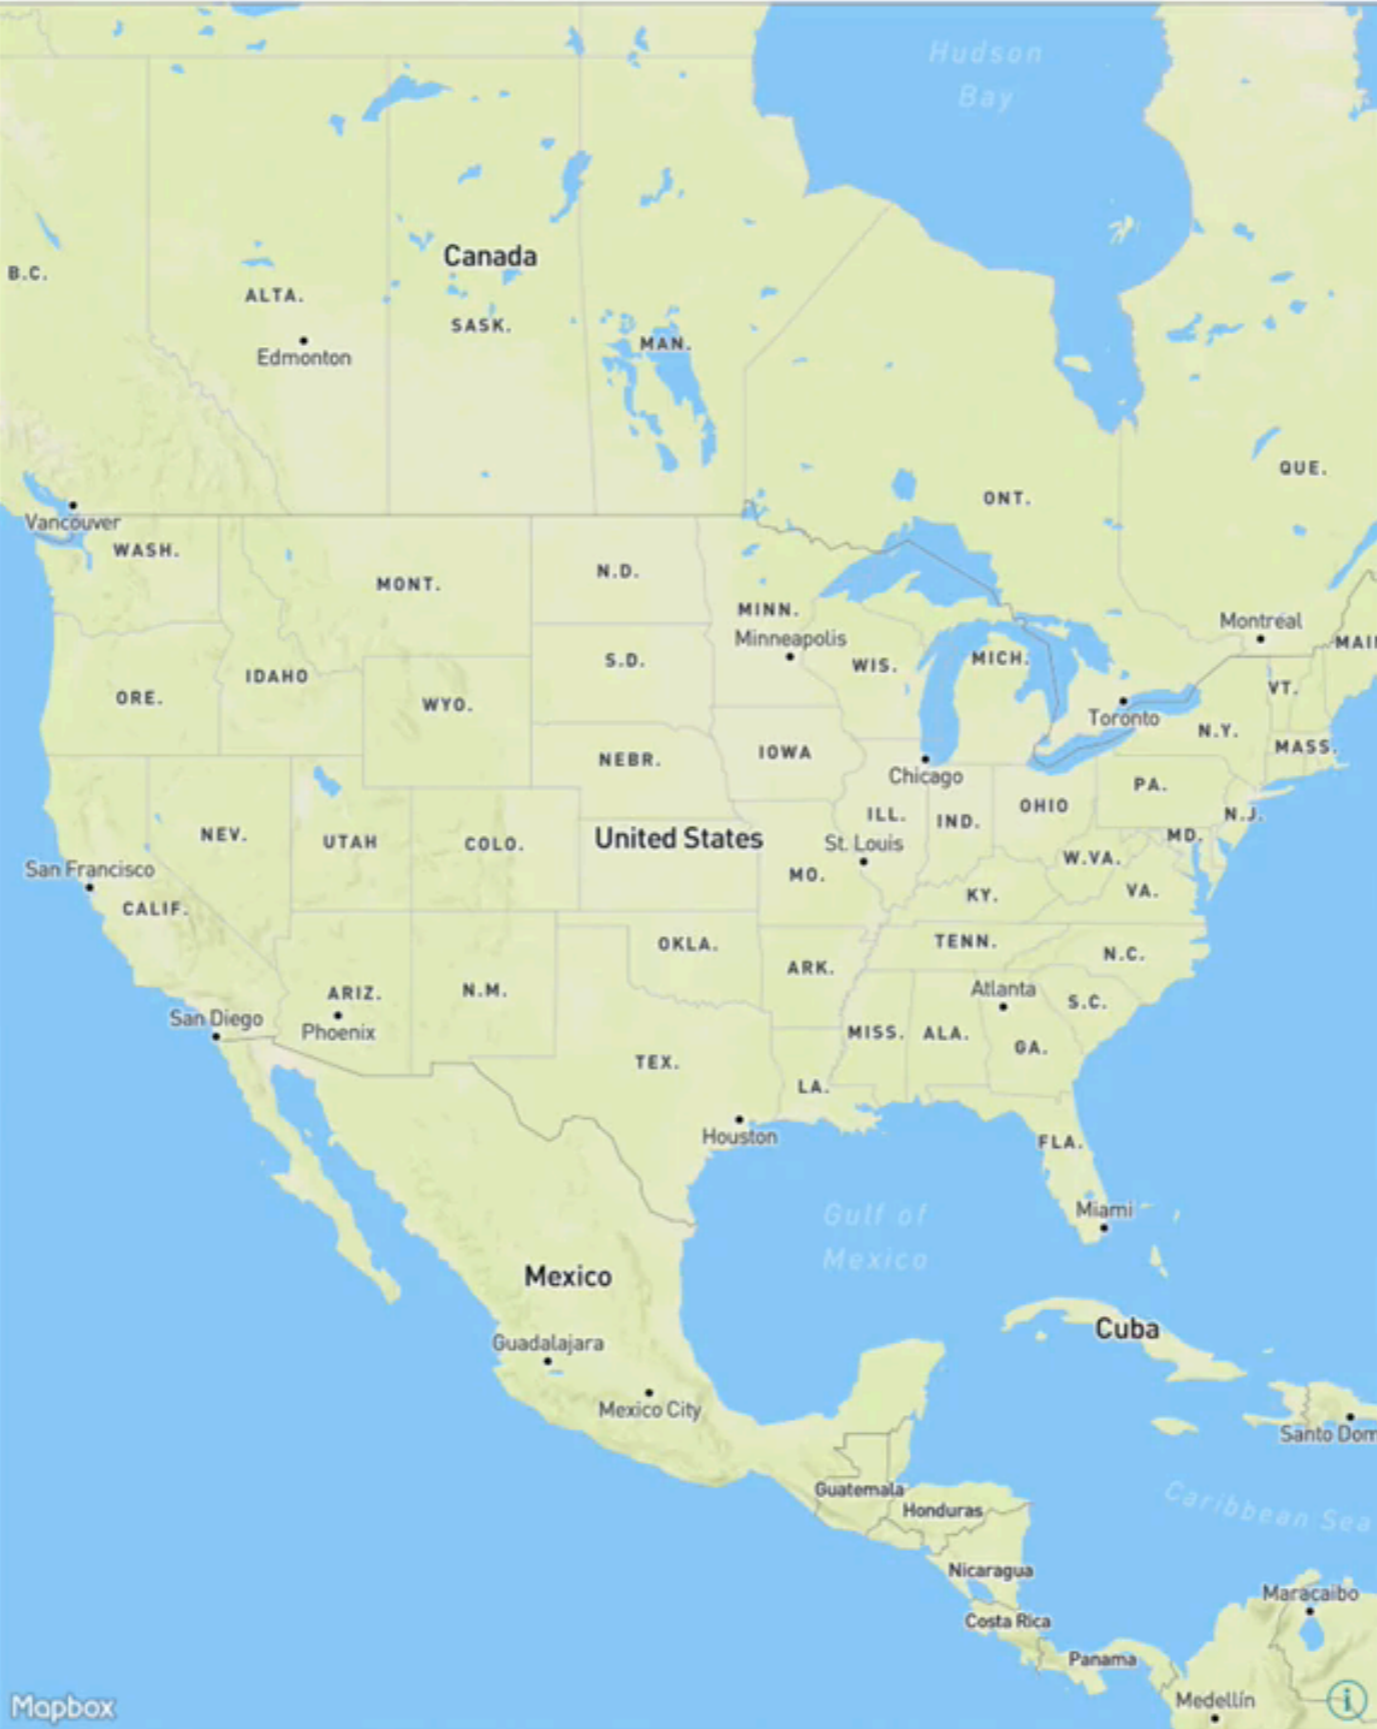 Hudson
Bay
Canada
B.C.
ALTA.
SASK.
MAN.
Edmonton
QUE.
ONT.
Vancouver
WASH.
MONT.
N.D.
MINN.
Minneapolis
Montréal
MAI
ORE.
IDAHO
WYO.
S.D.
WIS.
MICH.
VT.
Toronto
N.Y.
MASS.
NEBR.
IOWA
Chicago
PA.
NEV.
UTAH
COLO.
United States
ILL.
IND.
OHIO
N.J.
MD.
St. Louis
W.VA.
San Francisco
CALIF.
MO.
KY.
VA.
OKLA.
TENN.
N.C.
ARK.
ARIZ.
N.M.
Atlanta
S.C.
San Diego
Phoenix
MISS.
ALA.
GA.
TEX.
LA.
Houston
FLA.
Gulf of
Mexico
Miami
Mexico
Cuba
Guadalajara
Mexico City
Santo Dom
Guatemala
Honduras
Caribbean Sea
Nicaragua
Maracaibo
Costa Rica
Panama
Medellín
Mapbox
i